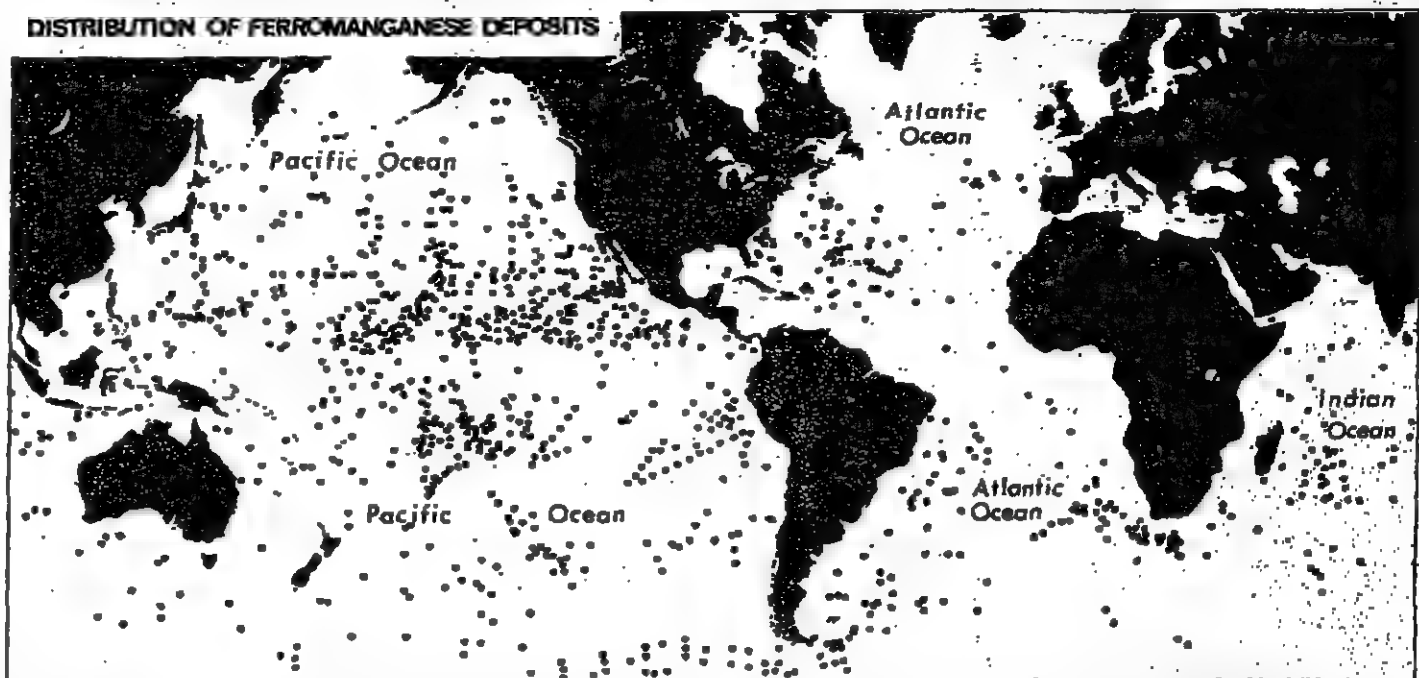 DISTRIBUTION OF FERROMANGANESE DEPOSITS
Atlantic
Ocean
Pacific Ocean
Indian
Ocean
Atlantic
Ocean
Pacific Ocean